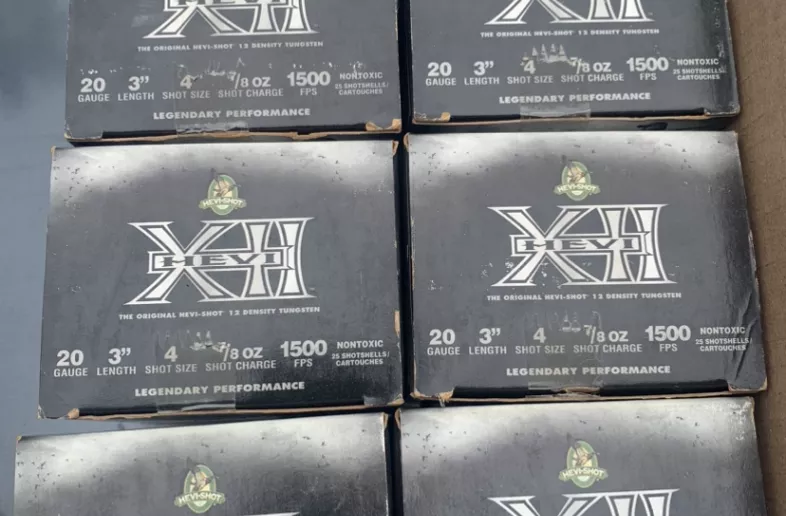 XII
THE ORIGINAL HEVI-SHOT 12 DENSITY TUNGSTEN
20 GAUGE 3" LENGTH 4 SHOT SIZE 7/8 OZ SHOT CHARGE 1500 FPS NONTOXIC 25 SHOTSHELLS/ CARTOUCHES
LEGENDARY PERFORMANCE
XII
THE ORIGINAL HEVI-SHOT 12 DENSITY TUNGSTEN
20 GAUGE 3" LENGTH 4 SHOT SIZE 7/8 OZ SHOT CHARGE 1500 FPS NONTOXIC 25 SHOTSHELLS/ CARTOUCHES
LEGENDARY PERFORMANCE
HEVI-SHOT
HEVI XII
THE ORIGINAL HEVI-SHOT 12 DENSITY TUNGSTEN
20 GAUGE 3" LENGTH 4 SHOT SIZE 7/8 OZ SHOT CHARGE 1500 FPS NONTOXIC 25 SHOTSHELLS/ CARTOUCHES
LEGENDARY PERFORMANCE
HEVI-SHOT
HEVI XII
THE ORIGINAL HEVI-SHOT 12 DENSITY TUNGSTEN
20 GAUGE 3" LENGTH 4 SHOT SIZE 7/8 OZ SHOT CHARGE 1500 FPS NONTOXIC 25 SHOTSHELLS/ CARTOUCHES
LEGENDARY PERFORMANCE
HEVI-SHOT
HEVI-SHOT
XII